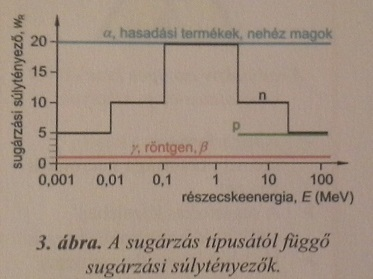 sugárzási súlytényező, wR
α, hasadási termékek, nehéz magok
20
15
10
5
0
n
p
γ, röntgen, β
0,001 0,01 0,1 1 10 100
részecskeenergia, E (MeV)
3. ábra. A sugárzás típusától függő
sugárzási súlytényezők.